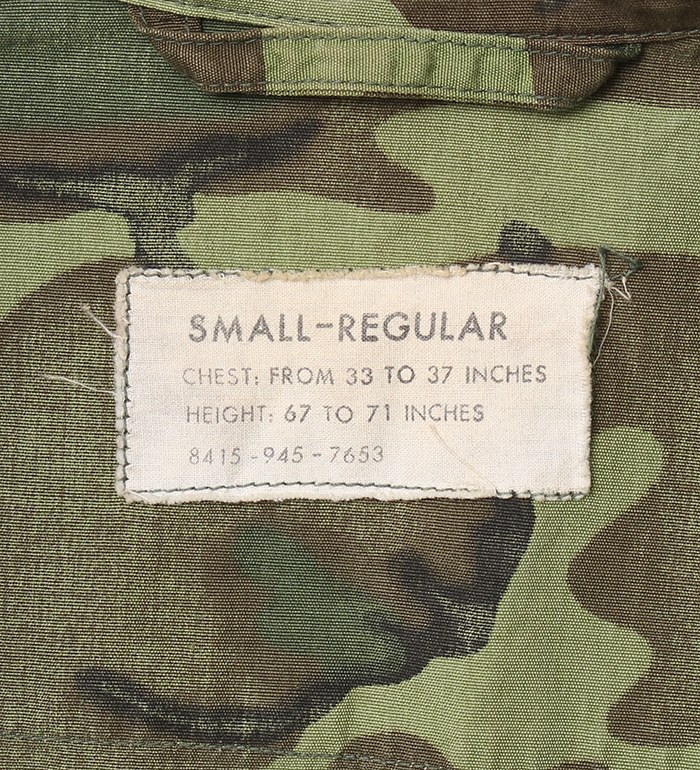 SMALL-REGULAR
CHEST: FROM 33 TO 37 INCHES
HEIGHT: 67 TO 71 INCHES
8415-945-7653